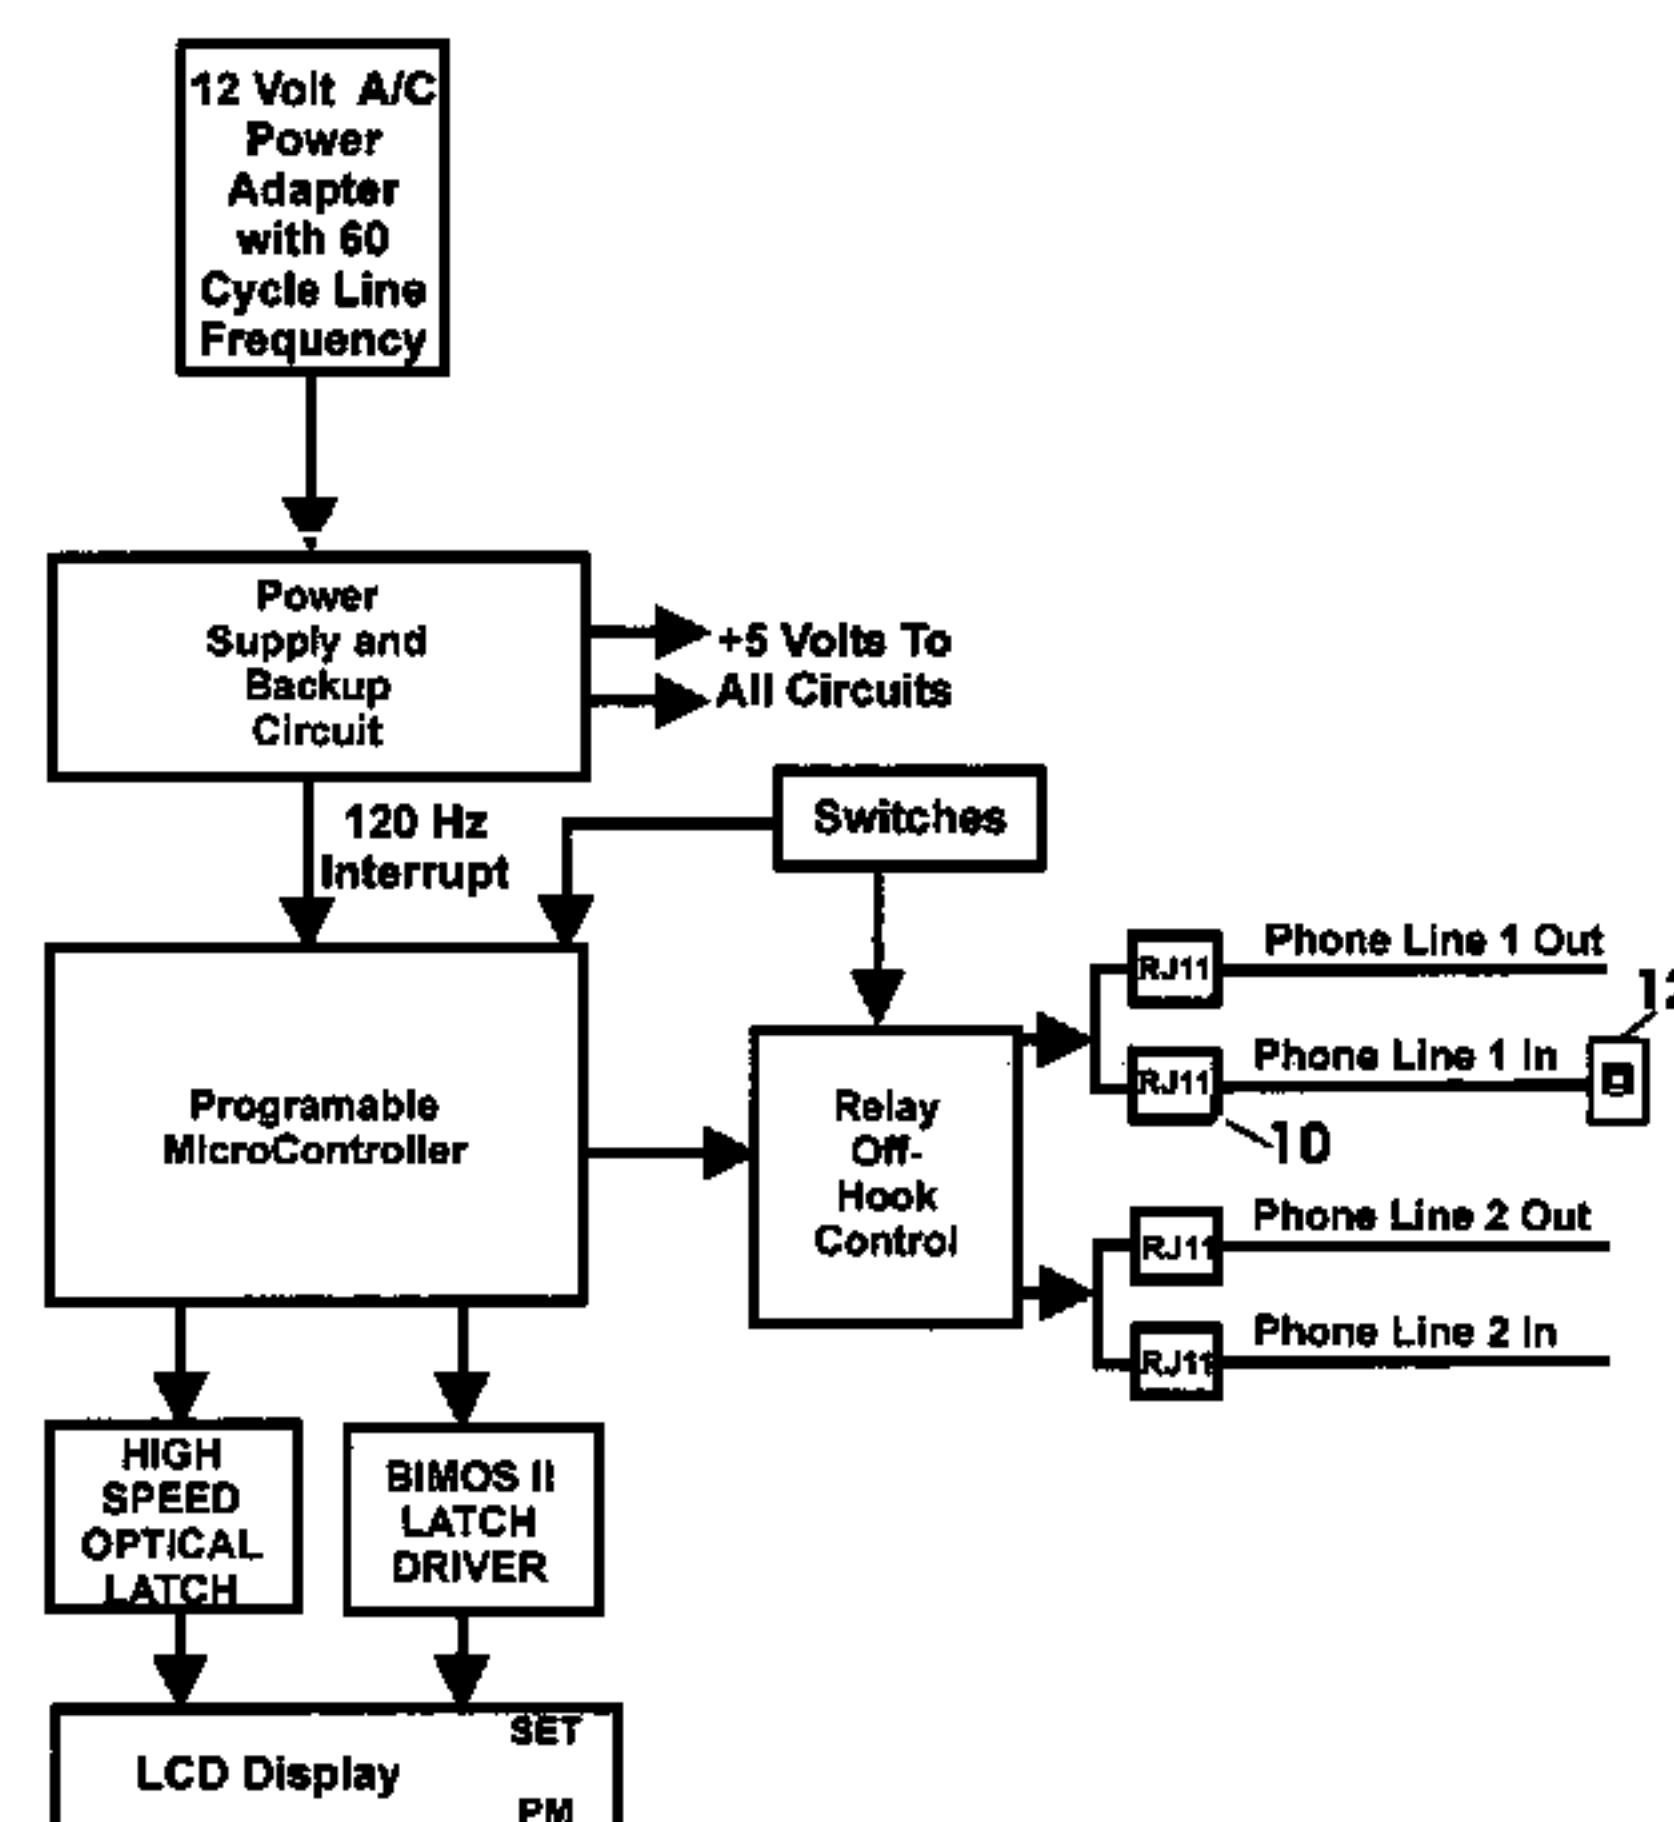 12 Volt A/C
Power
Adapter
with 60
Cycle Line
Frequency
Power
Supply and
Backup
Circuit
+5 Volts To
All Circuits
120 Hz
Interrupt
Switches
Programable
MicroController
Relay
Off-
Hook
Control
RJ11
Phone Line 1 Out
12
RJ11
Phone Line 1 In
10
RJ11
Phone Line 2 Out
RJ11
Phone Line 2 In
HIGH
SPEED
OPTICAL
LATCH
BIMOS II
LATCH
DRIVER
SET
LCD Display
PM